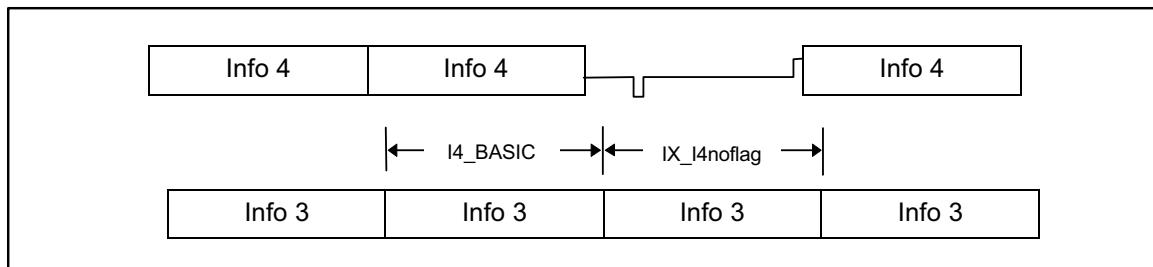 Info 4 Info 4 Info 4
I4_BASIC IX_I4noflag
Info 3 Info 3 Info 3 Info 3